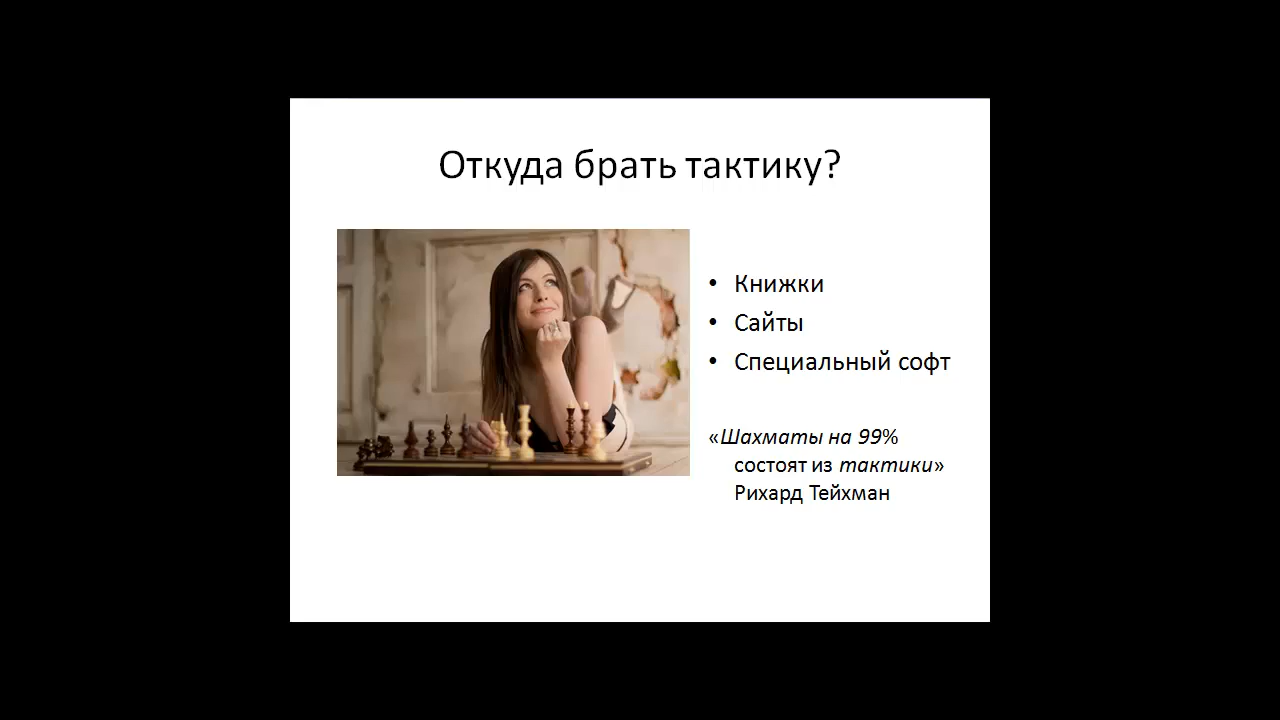 Откуда брать тактику?
• Книжки
• Сайты
• Специальный софт
«Шахматы на 99%
состоят из тактики»
Рихард Тейхман